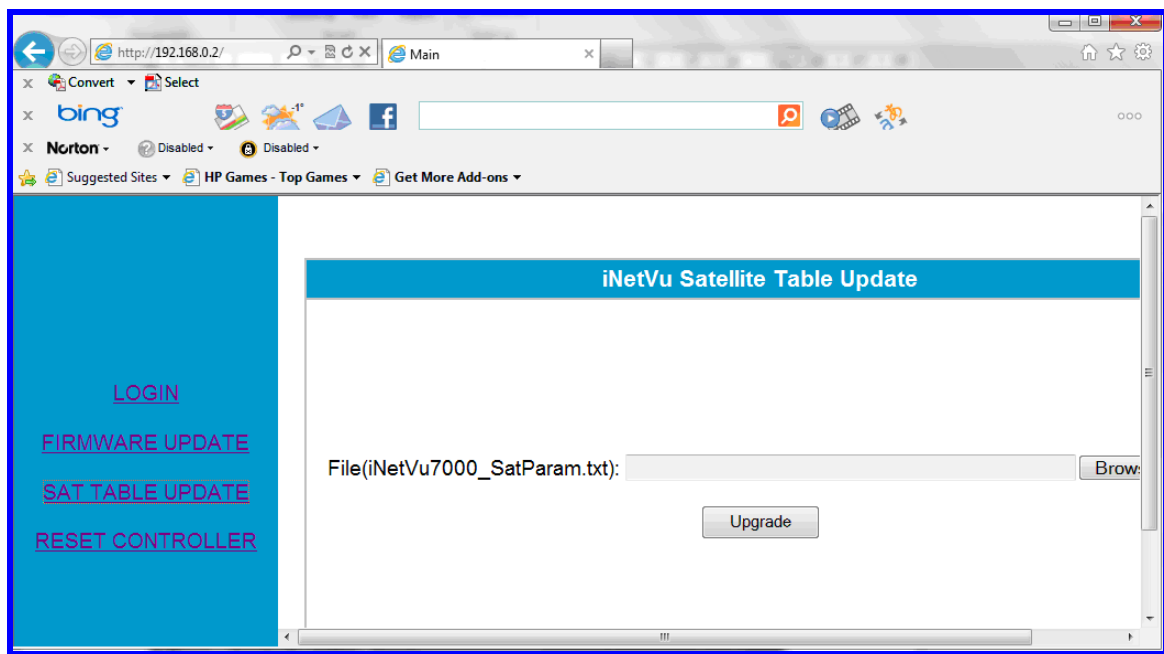 http://192.168.0.2/ Main
x Convert Select
x bing -1°
x Norton Disabled Disabled
Suggested Sites HP Games - Top Games Get More Add-ons
iNetVu Satellite Table Update
LOGIN
FIRMWARE UPDATE
File(iNetVu7000_SatParam.txt): Brows
SAT TABLE UPDATE
Upgrade
RESET CONTROLLER